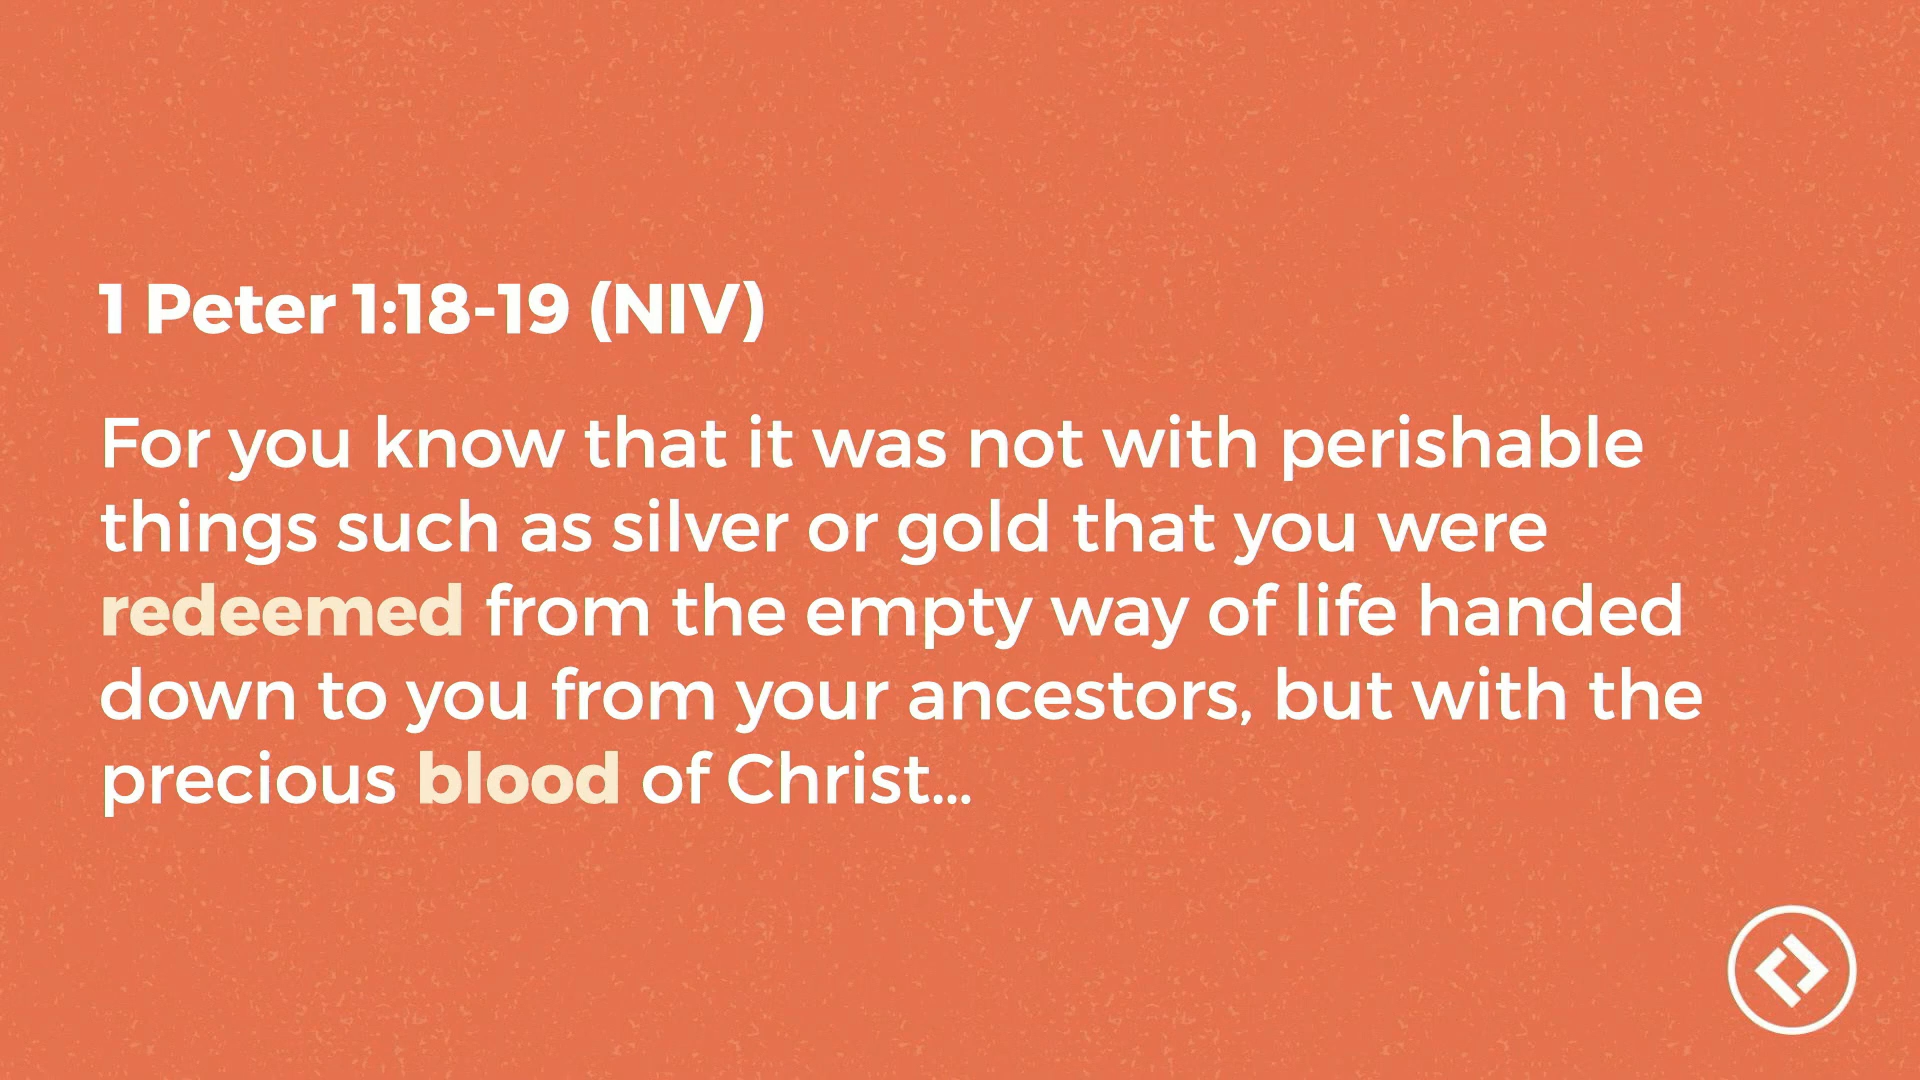 1 Peter 1:18-19 (NIV)
For you know that it was not with perishable
things such as silver or gold that you were
redeemed from the empty way of life handed
down to you from your ancestors, but with the
precious blood of Christ...